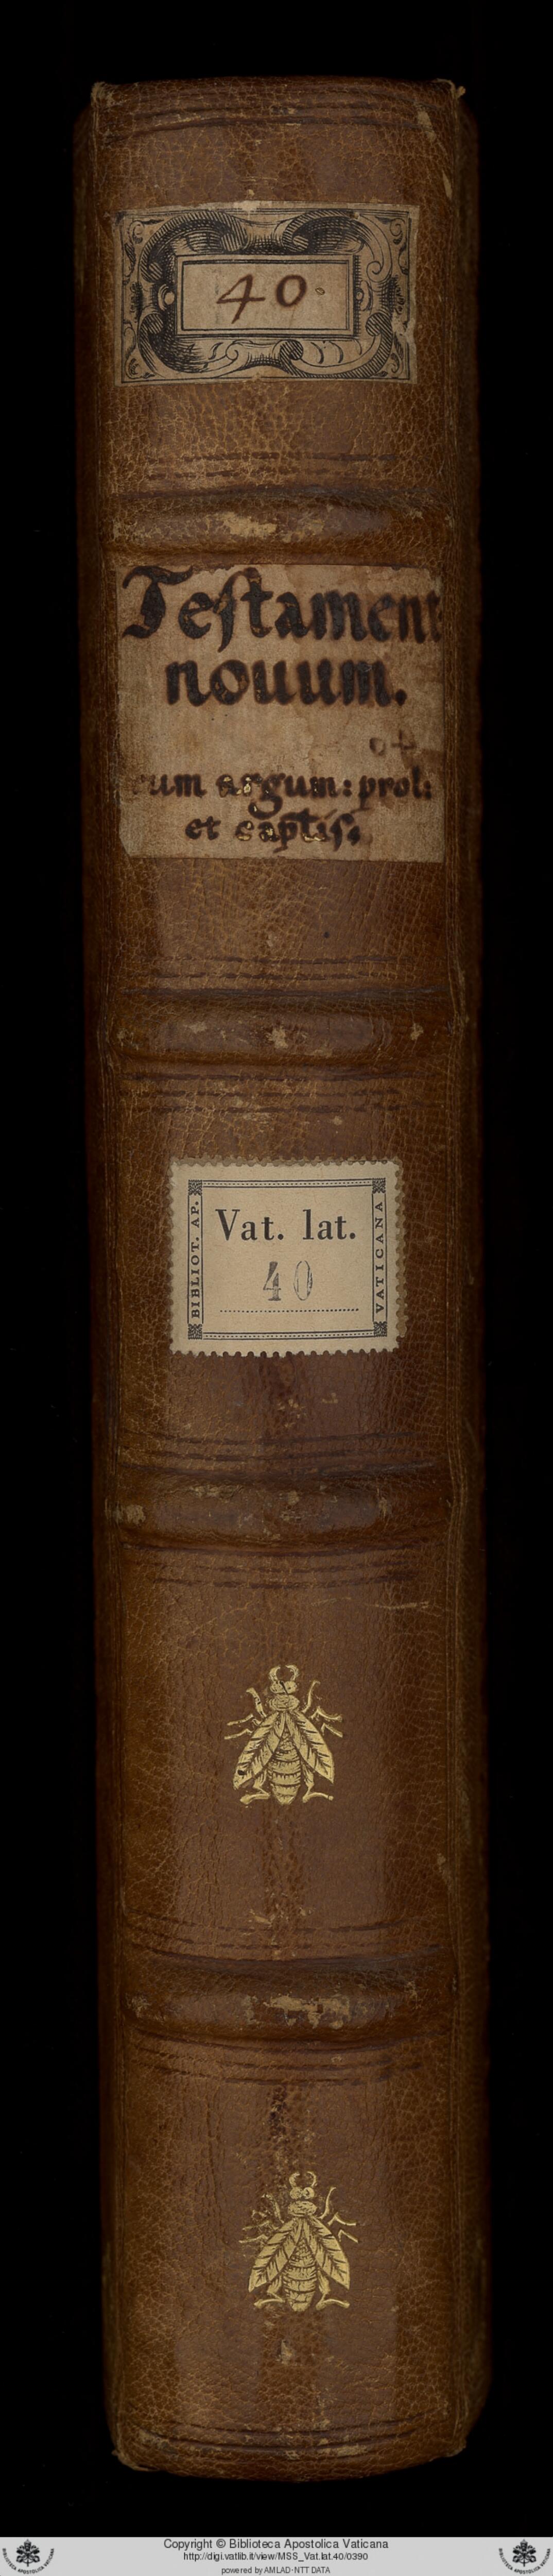 40.
Testament
nouum.
cum argum: prol:
et captis.
Vat. lat.
BIBLIOT. AP.
VATICANA
40
Copyright © Biblioteca Apostolica Vaticana
http://digi.vatlib.it/view/MSS_Vat.lat.40/0390
powered by AMLAD-NTT DATA